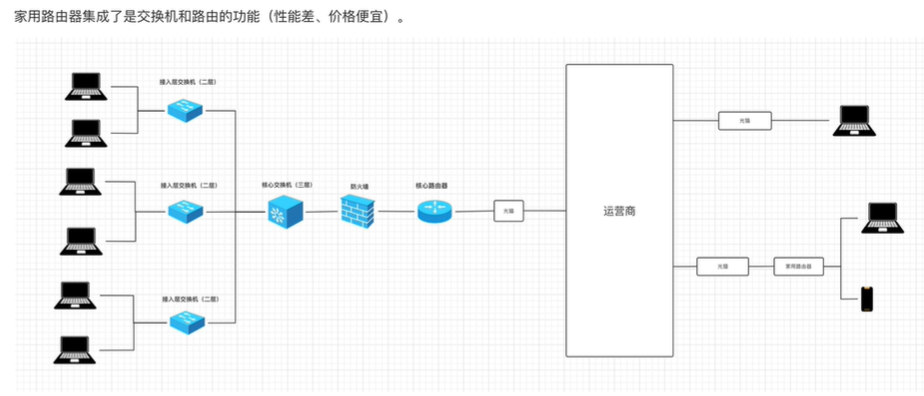 家用路由器集成了是交换机和路由的功能（性能差、价格便宜）。
接入层交换机（二层）
接入层交换机（二层）
核心交换机（三层）
防火墙
核心路由器
光猫
运营商
光猫
光猫
家用路由器
接入层交换机（二层）